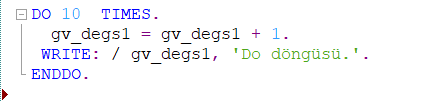 DO 10  TIMES.
gv_degs1 = gv_degs1 + 1.
WRITE: / gv_degs1, 'Do döngüsü.'.
ENDDO.